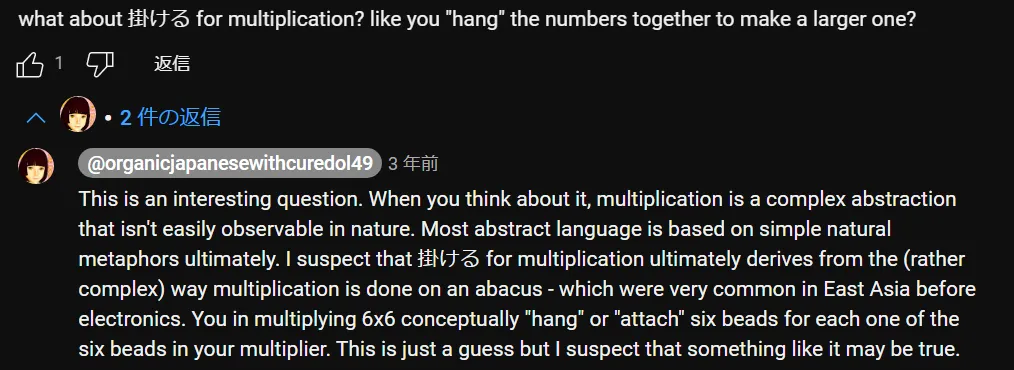 what about 掛ける for multiplication? like you "hang" the numbers together to make a larger one?
1 返信
• 2 件の返信
@organicjapanesewithcuredol49 3 年前
This is an interesting question. When you think about it, multiplication is a complex abstraction
that isn't easily observable in nature. Most abstract language is based on simple natural
metaphors ultimately. I suspect that 掛ける for multiplication ultimately derives from the (rather
complex) way multiplication is done on an abacus - which were very common in East Asia before
electronics. You in multiplying 6x6 conceptually "hang" or "attach" six beads for each one of the
six beads in your multiplier. This is just a guess but I suspect that something like it may be true.